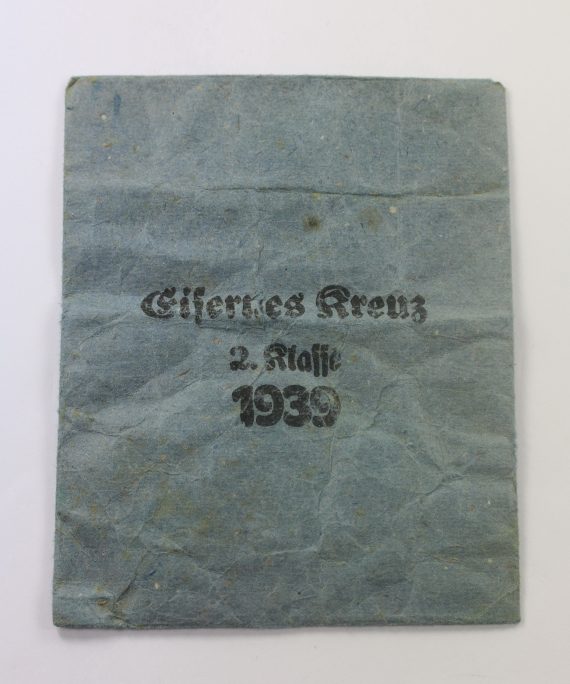 Eisernes Kreuz
2. Klasse
1939